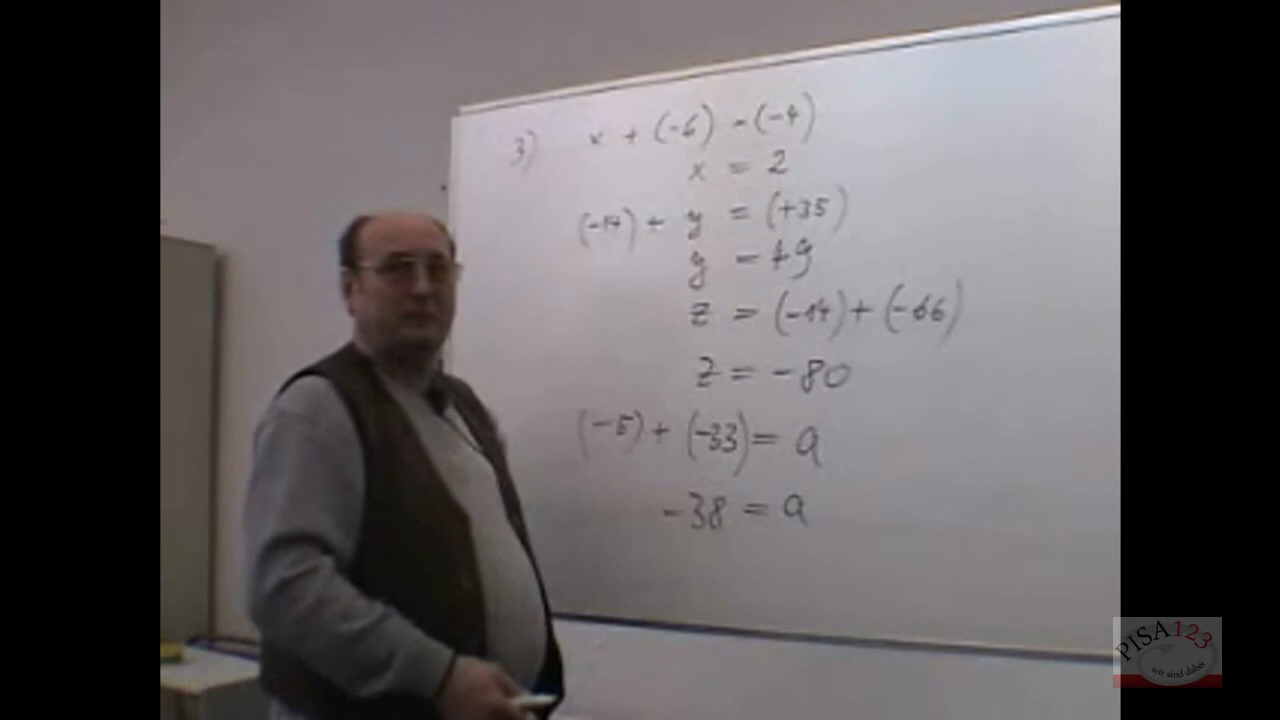 3) x + (-6) = (-4)
x = 2
(-14) + y = (+35)
y = 49
z = (-14) + (-66)
z = -80
(-5) + (-33) = a
-38 = a
PISA123
wir sind dabei